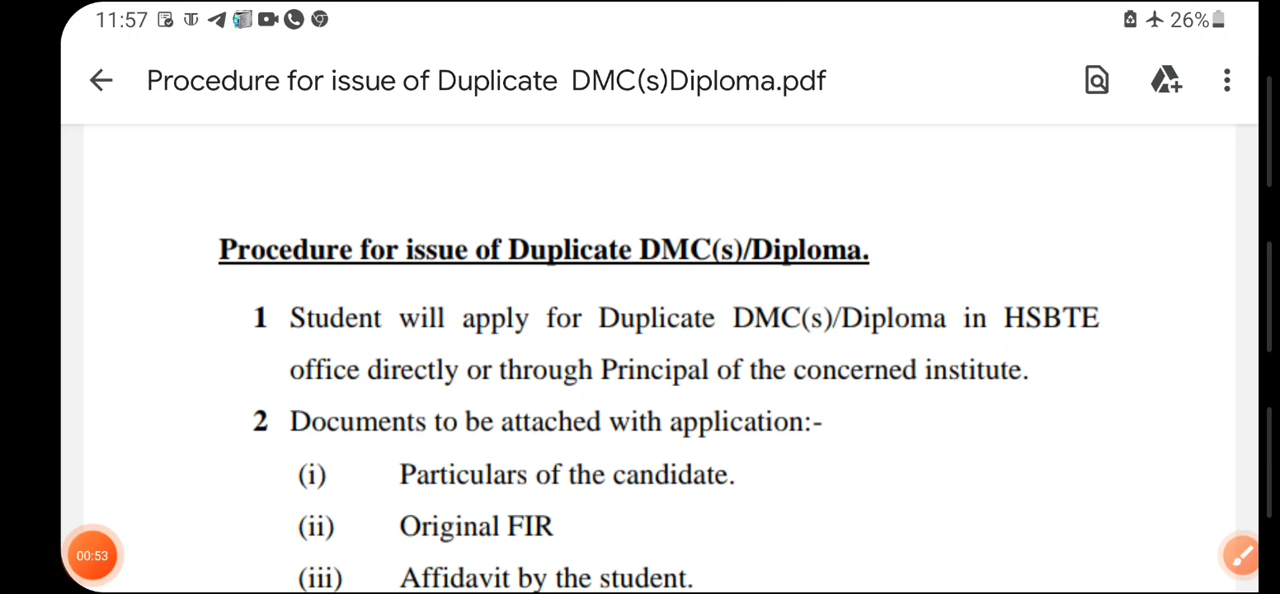 11:57 26%
Procedure for issue of Duplicate DMC(s)Diploma.pdf
Procedure for issue of Duplicate DMC(s)/Diploma.
1 Student will apply for Duplicate DMC(s)/Diploma in HSBTE
office directly or through Principal of the concerned institute.
2 Documents to be attached with application:-
(i) Particulars of the candidate.
(ii) Original FIR
(iii) Affidavit by the student.
00:53